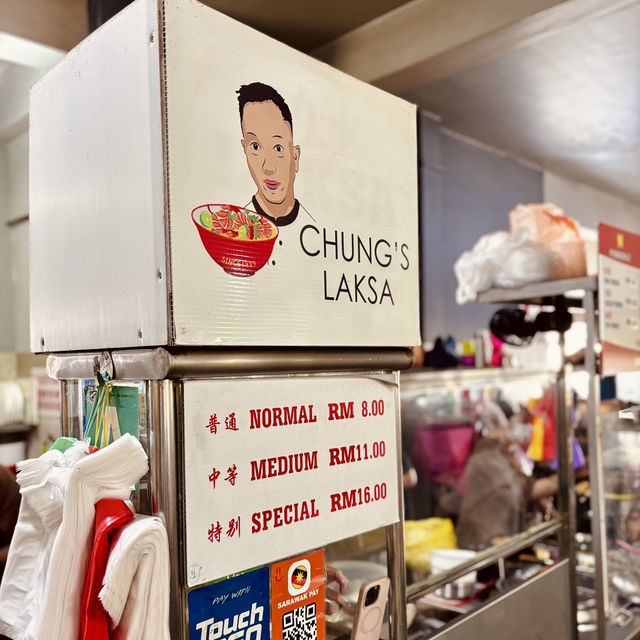 CHUNG'S
LAKSA
普通 NORMAL RM 8.00
中等 MEDIUM RM11.00
特别 SPECIAL RM16.00
PAY WITH
Touch
SARAWAK PAY